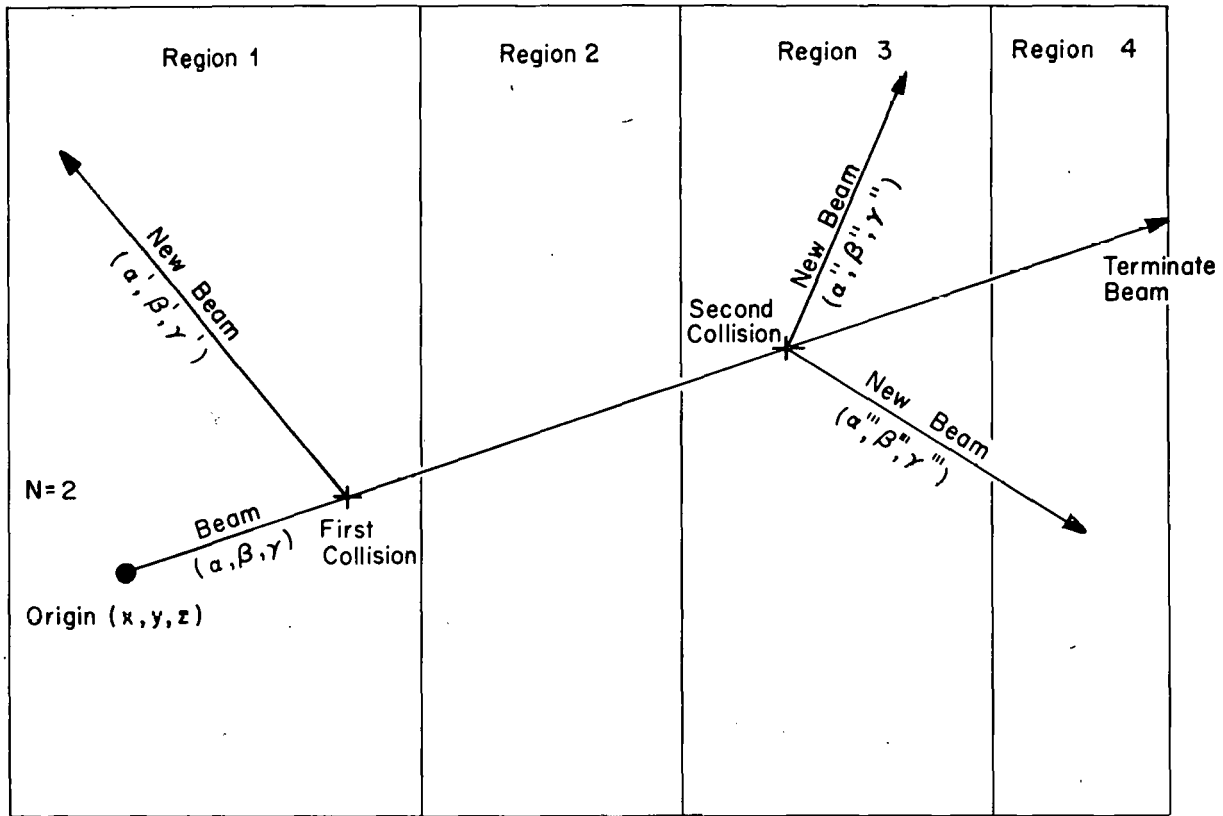 Region 1
Region 2
Region 3
Region 4
New Beam
(α', β', γ')
New Beam
(α'', β'', γ'')
Terminate
Beam
Second
Collision
New Beam
(α''', β''', γ''')
N=2
Beam
(α, β, γ)
First
Collision
Origin (x, y, z)